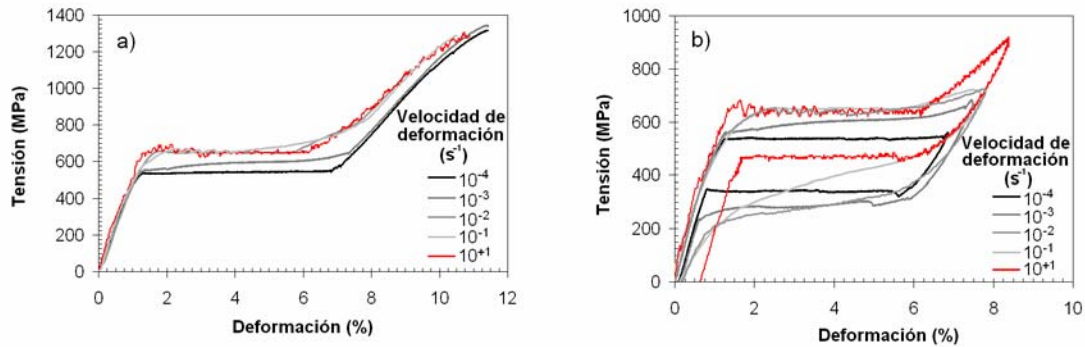 a)
Tensión (MPa)
1400
1200
1000
800
600
400
200
0
0 2 4 6 8 10 12
Deformación (%)
Velocidad de
deformación
(s-1)
10-4
10-3
10-2
10-1
10+1
b)
Tensión (MPa)
1000
800
600
400
200
0
0 2 4 6 8 10
Deformación (%)
Velocidad de
deformación
(s-1)
10-4
10-3
10-2
10-1
10+1